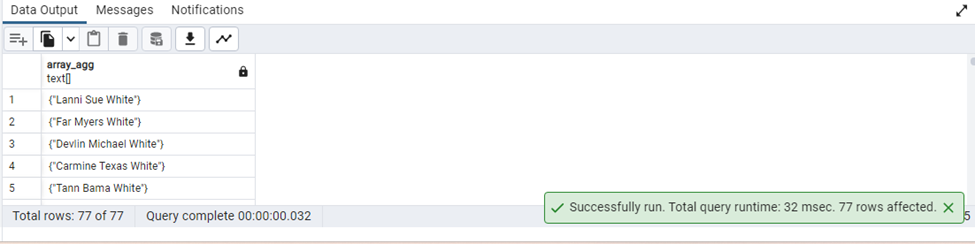 Data Output Messages Notifications
array_agg
text[]
1 {"Lanni Sue White"}
2 {"Far Myers White"}
3 {"Devlin Michael White"}
4 {"Carmine Texas White"}
5 {"Tann Bama White"}
Successfully run. Total query runtime: 32 msec. 77 rows affected.
Total rows: 77 of 77 Query complete 00:00:00.032
5